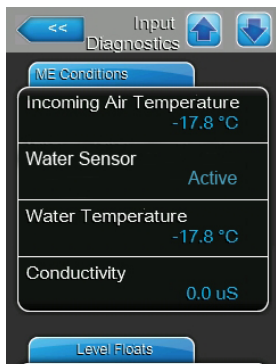 <<
Input
Diagnostics
ME Conditions
Incoming Air Temperature
-17.8 °C
Water Sensor
Active
Water Temperature
-17.8 °C
Conductivity
0.0 uS
Level Floats